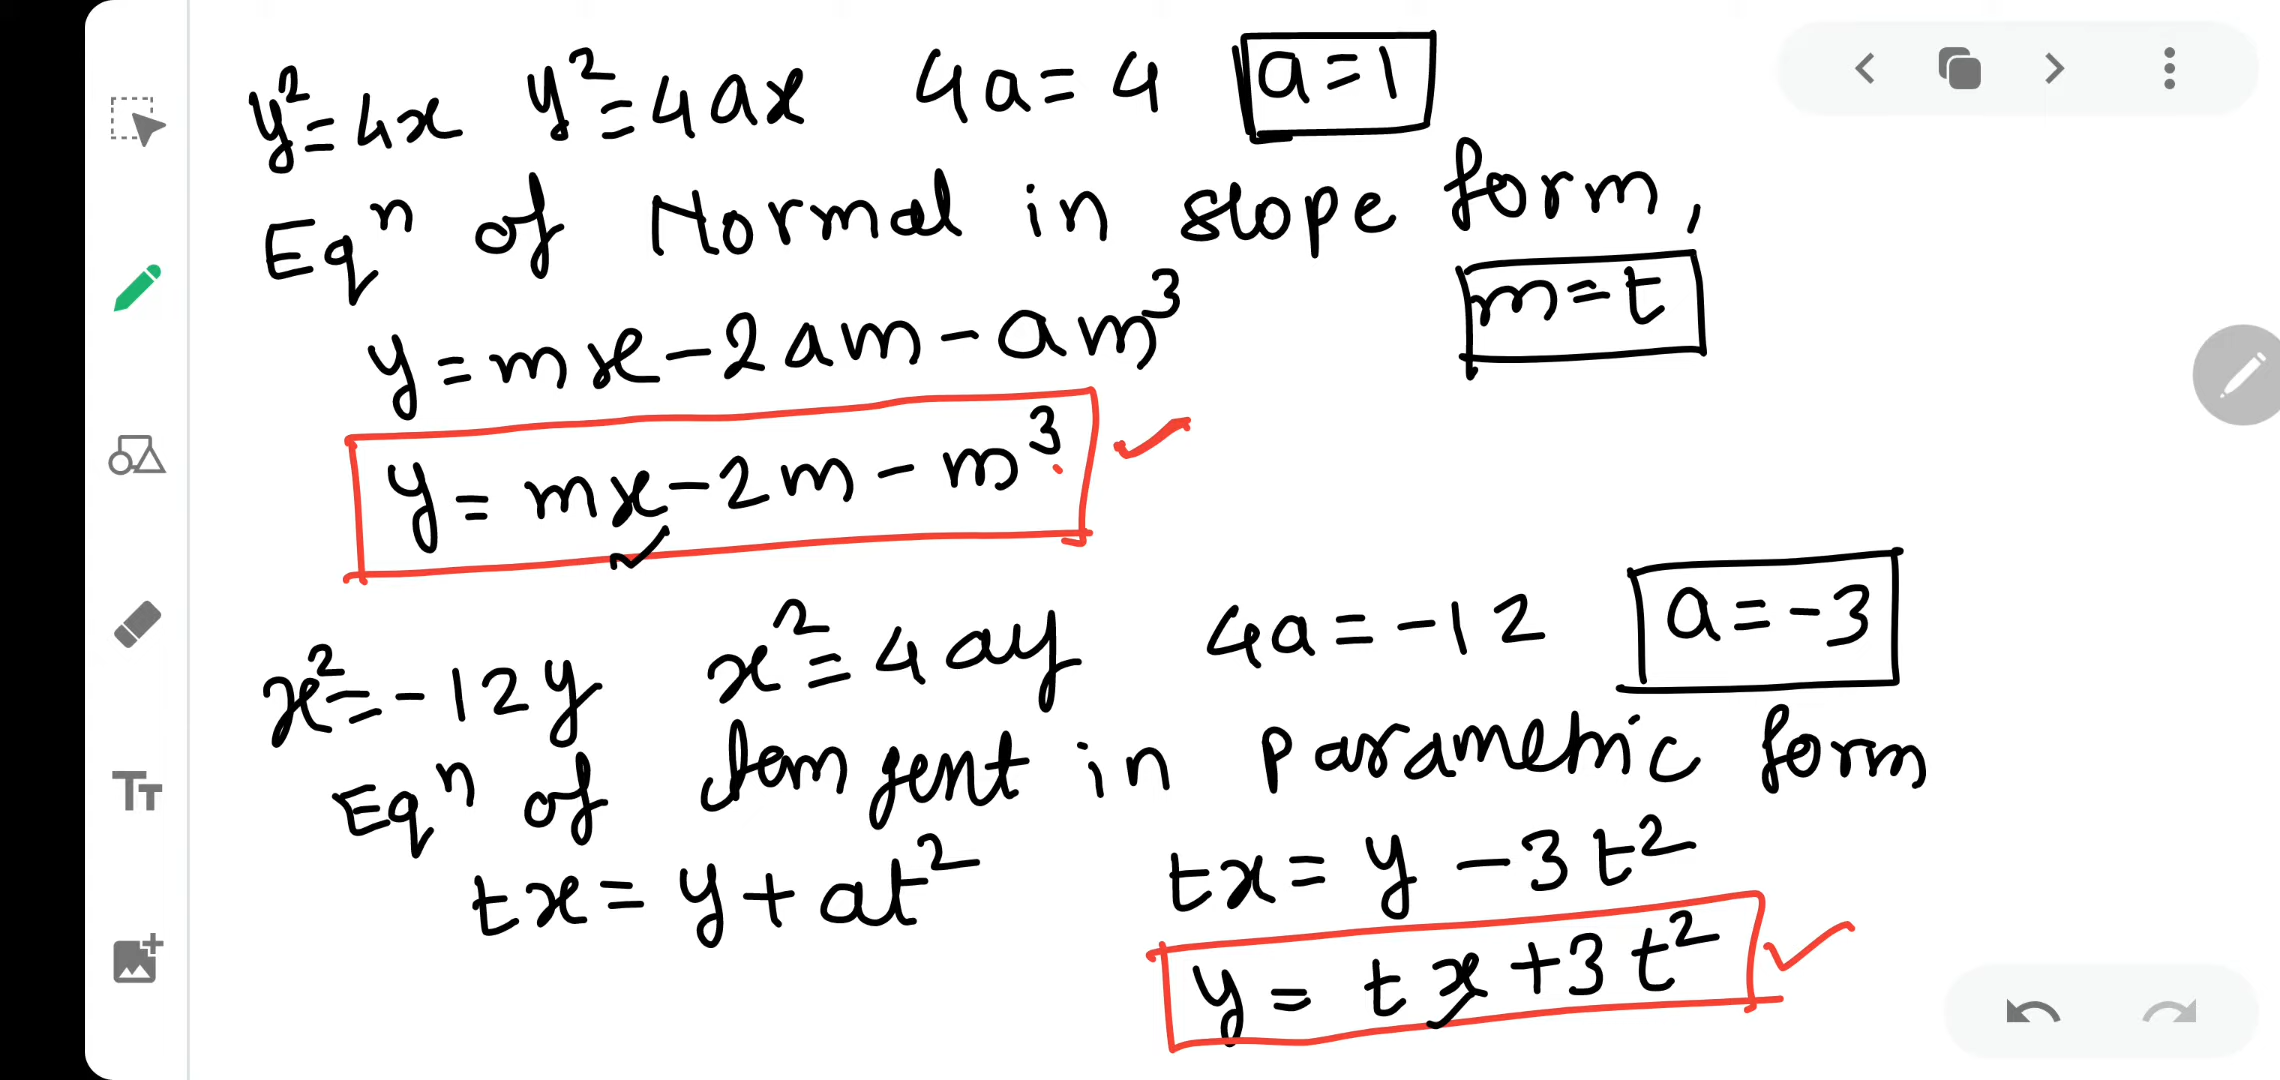 y²=4x y²=4ax 4a=4 a=1
Eqⁿ of Normal in slope form,
m=t
y=mx-2am-am³
y=mx-2m-m³
x²=-12y x²=4ay 4a=-12 a=-3
Eqⁿ of tangent in parametric form
tx=y+at² tx=y-3t²
y=tx+3t²
TT